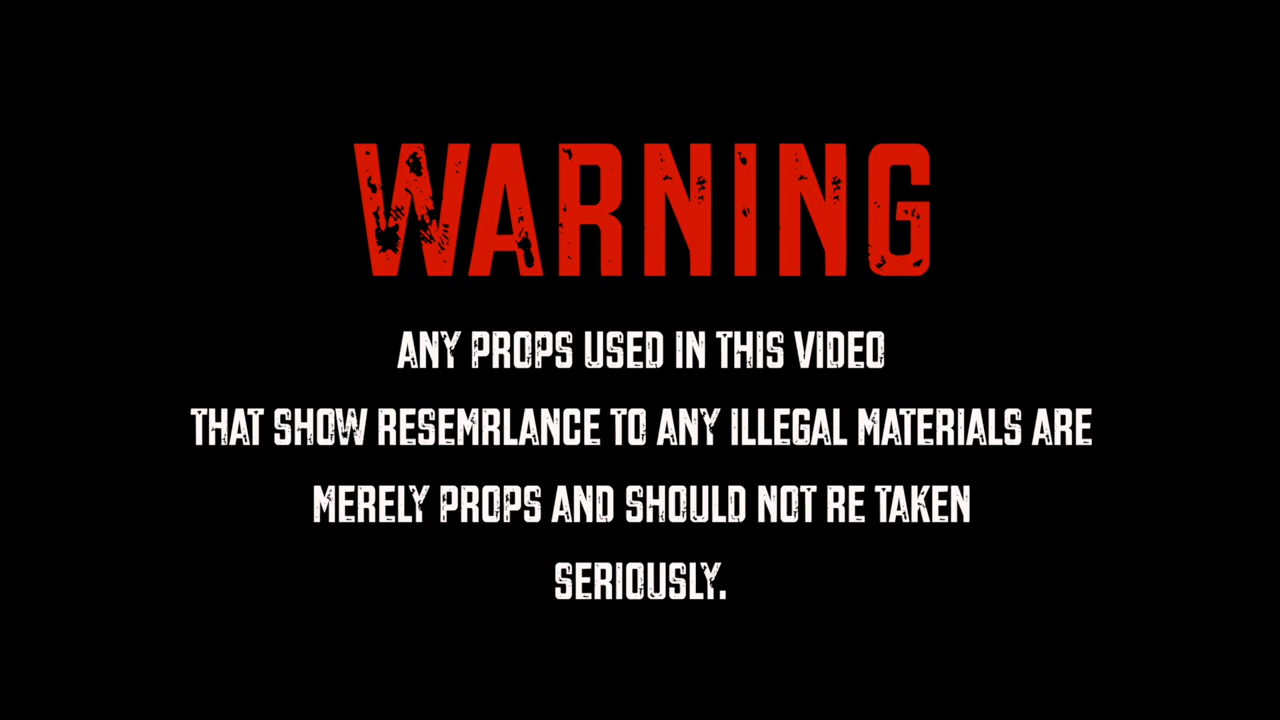 WARNING
ANY PROPS USED IN THIS VIDEO
THAT SHOW RESEMRLANCE TO ANY ILLEGAL MATERIALS ARE
MERELY PROPS AND SHOULD NOT RE TAKEN
SERIOUSLY.